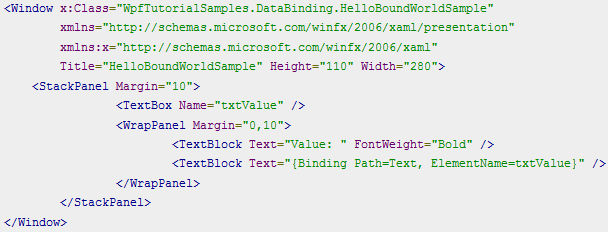 <Window x:Class="WpfTutorialSamples.DataBinding.HelloBoundWorldSample"
xmlns="http://schemas.microsoft.com/winfx/2006/xaml/presentation"
xmlns:x="http://schemas.microsoft.com/winfx/2006/xaml"
Title="HelloBoundWorldSample" Height="110" Width="280">
<StackPanel Margin="10">
<TextBox Name="txtValue" />
<WrapPanel Margin="0,10">
<TextBlock Text="Value: " FontWeight="Bold" />
<TextBlock Text="{Binding Path=Text, ElementName=txtValue}" />
</WrapPanel>
</StackPanel>
</Window>